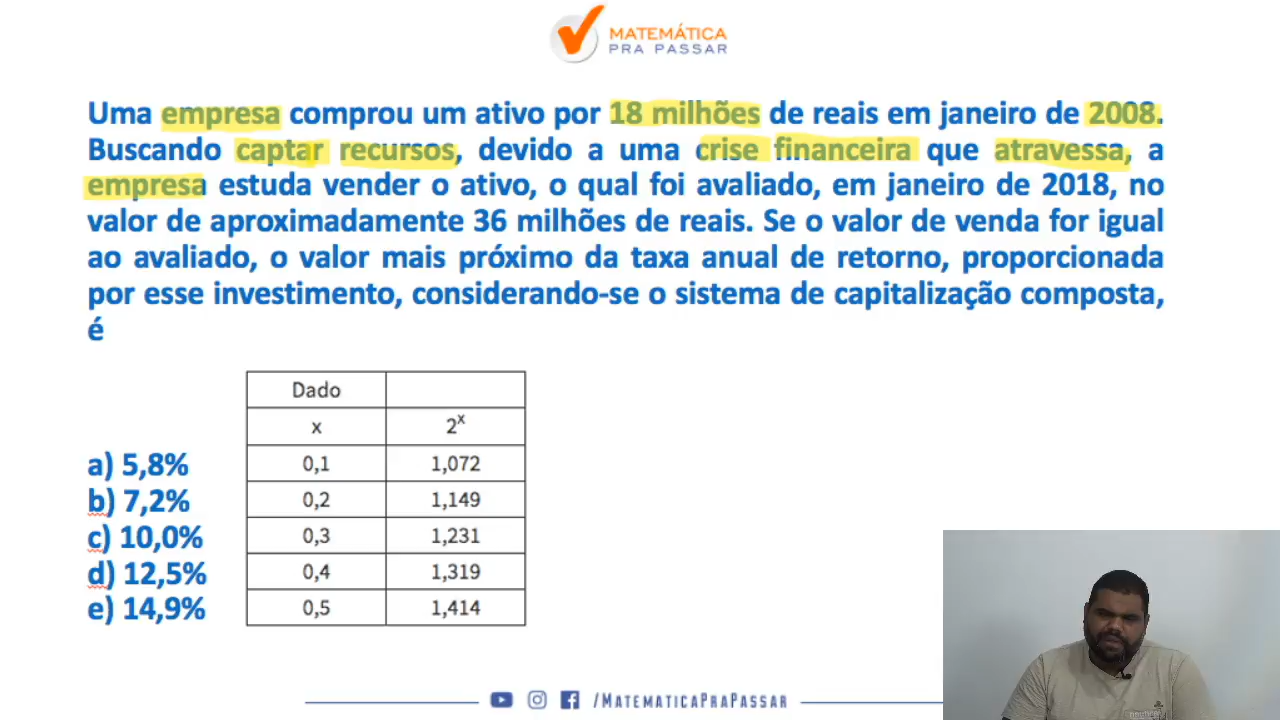 MATEMÁTICA
PRA PASSAR
Uma empresa comprou um ativo por 18 milhões de reais em janeiro de 2008.
Buscando captar recursos, devido a uma crise financeira que atravessa, a
empresa estuda vender o ativo, o qual foi avaliado, em janeiro de 2018, no
valor de aproximadamente 36 milhões de reais. Se o valor de venda for igual
ao avaliado, o valor mais próximo da taxa anual de retorno, proporcionada
por esse investimento, considerando-se o sistema de capitalização composta,
é
a) 5,8%
b) 7,2%
c) 10,0%
d) 12,5%
e) 14,9%
Dado
x 2ˣ
0,1 1,072
0,2 1,149
0,3 1,231
0,4 1,319
0,5 1,414
/MATEMATICAPRAPASSAR